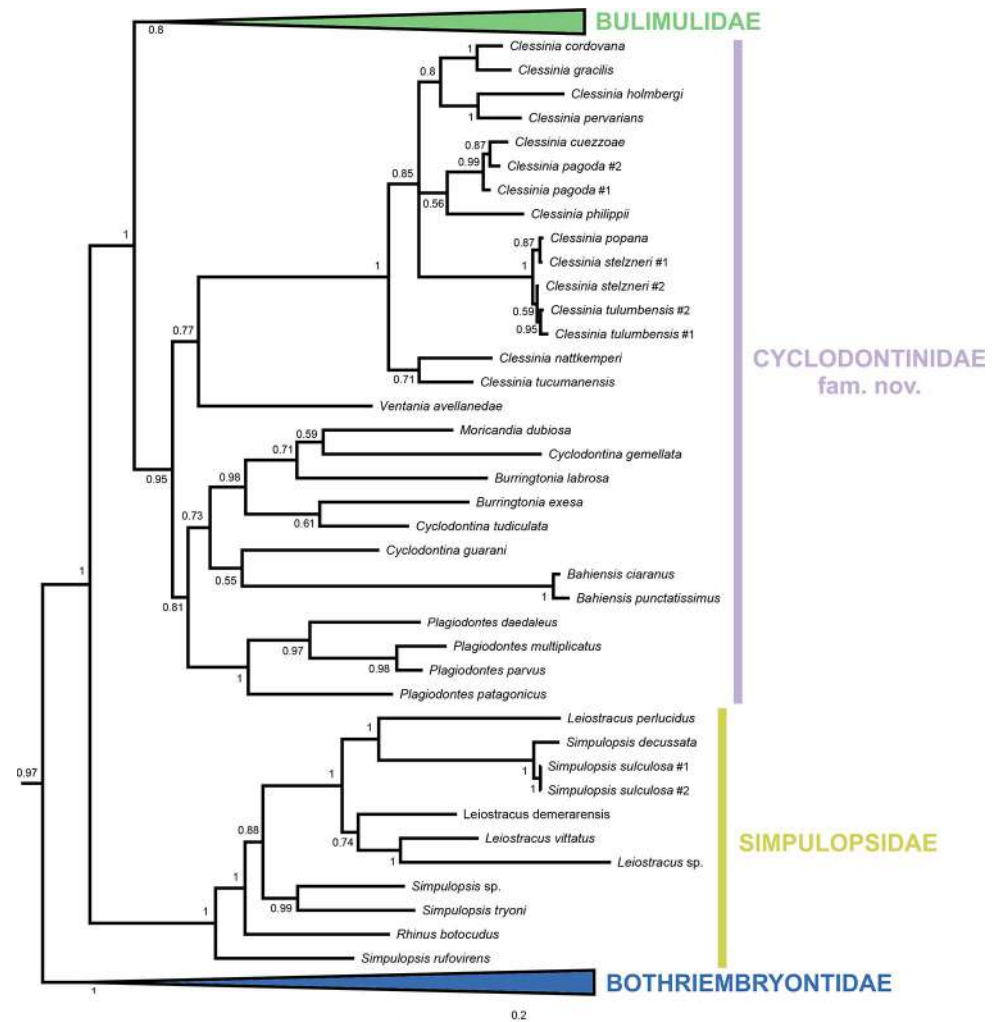 BULIMULIDAE
0.8
Clessinia cordovana
1
0.8
Clessinia gracilis
Clessinia holmbergi
1
Clessinia pervarians
Clessinia cuezzoae
0.87
0.99
Clessinia pagoda #2
0.85
Clessinia pagoda #1
0.56
Clessinia philippii
1
Clessinia popana
0.87
Clessinia stelzneri #1
1
1
Clessinia stelzneri #2
Clessinia tulumbensis #2
0.59
0.95
Clessinia tulumbensis #1
0.77
Clessinia nattkemperi
CYCLODONTINIDAE
0.71
Clessinia tucumanensis
fam. nov.
Ventania avellanedae
Moricandia dubiosa
0.59
0.71
Cyclodontina gemellata
0.95
0.98
Burringtonia labrosa
Burringtonia exesa
0.73
0.61
Cyclodontina tudiculata
Cyclodontina guarani
0.55
Bahiensis ciaranus
1
1
Bahiensis punctatissimus
0.81
Plagiodontes daedaleus
Plagiodontes multiplicatus
0.97
0.98
Plagiodontes parvus
1
Plagiodontes patagonicus
Leiostracus perlucidus
1
Simpulopsis decussata
0.97
1
1
Simpulopsis sulculosa #1
1
Simpulopsis sulculosa #2
Leiostracus demerarensis
0.88
0.74
Leiostracus vittatus
SIMPULOPSIDAE
1
Leiostracus sp.
1
Simpulopsis sp.
0.99
Simpulopsis tryoni
1
Rhinus botocudus
Simpulopsis rufovirens
BOTHRIEMBRYONTIDAE
1
0.2